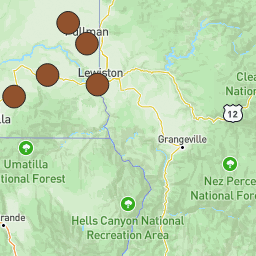 Pullman
Lewiston
Clea
National
12
lla
Grangeville
Umatilla
National Forest
Nez Perce
National Fore
Hells Canyon National
Recreation Area
rande